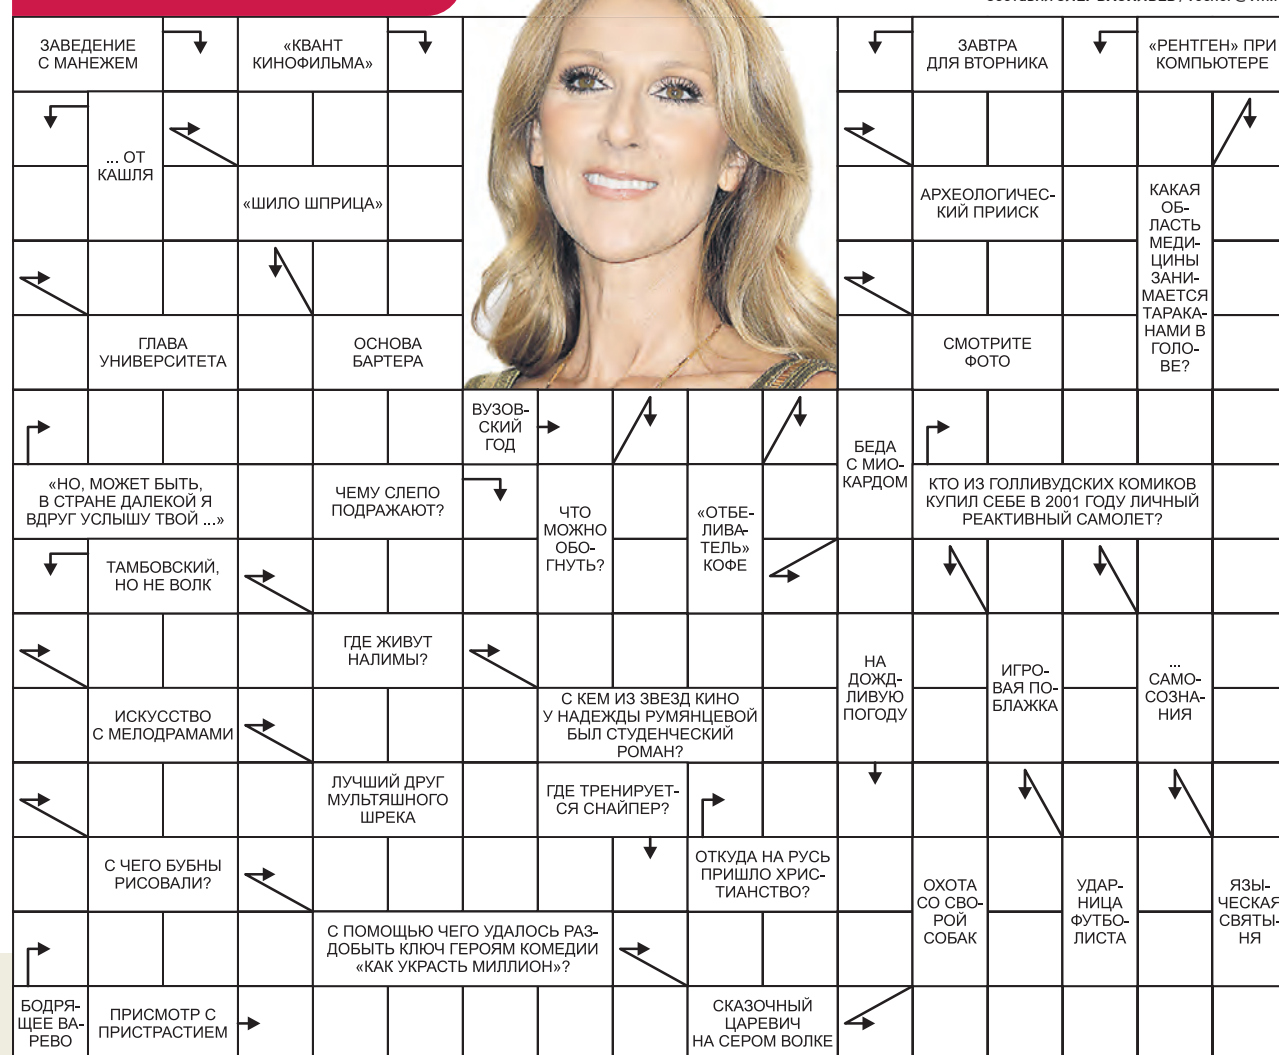 ЗАВЕДЕНИЕ
С МАНЕЖЕМ
«КВАНТ
КИНОФИЛЬМА»
ЗАВТРА
ДЛЯ ВТОРНИКА
«РЕНТГЕН» ПРИ
КОМПЬЮТЕРЕ
... ОТ
КАШЛЯ
«ШИЛО ШПРИЦА»
АРХЕОЛОГИЧЕС-
КИЙ ПРИИСК
КАКАЯ
ОБ-
ЛАСТЬ
МЕДИ-
ЦИНЫ
ЗАНИ-
МАЕТСЯ
ТАРАКА-
НАМИ В
ГОЛО-
ВЕ?
ГЛАВА
УНИВЕРСИТЕТА
ОСНОВА
БАРТЕРА
СМОТРИТЕ
ФОТО
ВУЗОВ-
СКИЙ
ГОД
БЕДА
С МИО-
КАРДОМ
«НО, МОЖЕТ БЫТЬ,
В СТРАНЕ ДАЛЕКОЙ Я
ВДРУГ УСЛЫШУ ТВОЙ ...»
ЧЕМУ СЛЕПО
ПОДРАЖАЮТ?
ЧТО
МОЖНО
ОБО-
ГНУТЬ?
«ОТБЕ-
ЛИВА-
ТЕЛЬ»
КОФЕ
КТО ИЗ ГОЛЛИВУДСКИХ КОМИКОВ
КУПИЛ СЕБЕ В 2001 ГОДУ ЛИЧНЫЙ
РЕАКТИВНЫЙ САМОЛЕТ?
ТАМБОВСКИЙ,
НО НЕ ВОЛК
ГДЕ ЖИВУТ
НАЛИМЫ?
НА
ДОЖД-
ЛИВУЮ
ПОГОДУ
ИГРО-
ВАЯ ПО-
БЛАЖКА
...
САМО-
СОЗНА-
НИЯ
ИСКУССТВО
С МЕЛОДРАМАМИ
С КЕМ ИЗ ЗВЕЗД КИНО
У НАДЕЖДЫ РУМЯНЦЕВОЙ
БЫЛ СТУДЕНЧЕСКИЙ
РОМАН?
ЛУЧШИЙ ДРУГ
МУЛЬТЯШНОГО
ШРЕКА
ГДЕ ТРЕНИРУЕТ-
СЯ СНАЙПЕР?
С ЧЕГО БУБНЫ
РИСОВАЛИ?
ОТКУДА НА РУСЬ
ПРИШЛО ХРИС-
ТИАНСТВО?
ОХОТА
СО СВО-
РОЙ
СОБАК
УДАР-
НИЦА
ФУТБО-
ЛИСТА
ЯЗЫ-
ЧЕСКАЯ
СВЯТЫ-
НЯ
С ПОМОЩЬЮ ЧЕГО УДАЛОСЬ РАЗ-
ДОБЫТЬ КЛЮЧ ГЕРОЯМ КОМЕДИИ
«КАК УКРАСТЬ МИЛЛИОН»?
БОДРЯ-
ЩЕЕ ВА-
РЕВО
ПРИСМОТР С
ПРИСТРАСТИЕМ
СКАЗОЧНЫЙ
ЦАРЕВИЧ
НА СЕРОМ ВОЛКЕ